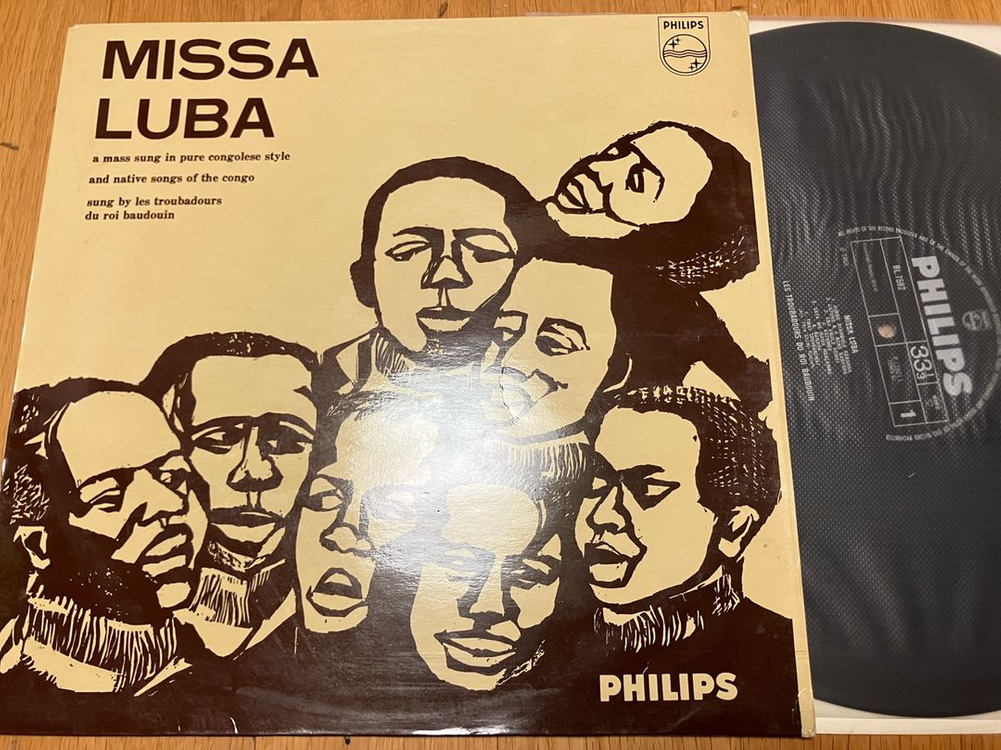 MISSA
LUBA
a mass sung in pure congolese style
and native songs of the congo
sung by les troubadours
du roi baudouin
PHILIPS
PHILIPS
PHILIPS
BL 7592
33⅓
1
MISSA LUBA
LES TROUBADOURS DU ROI BAUDOUIN